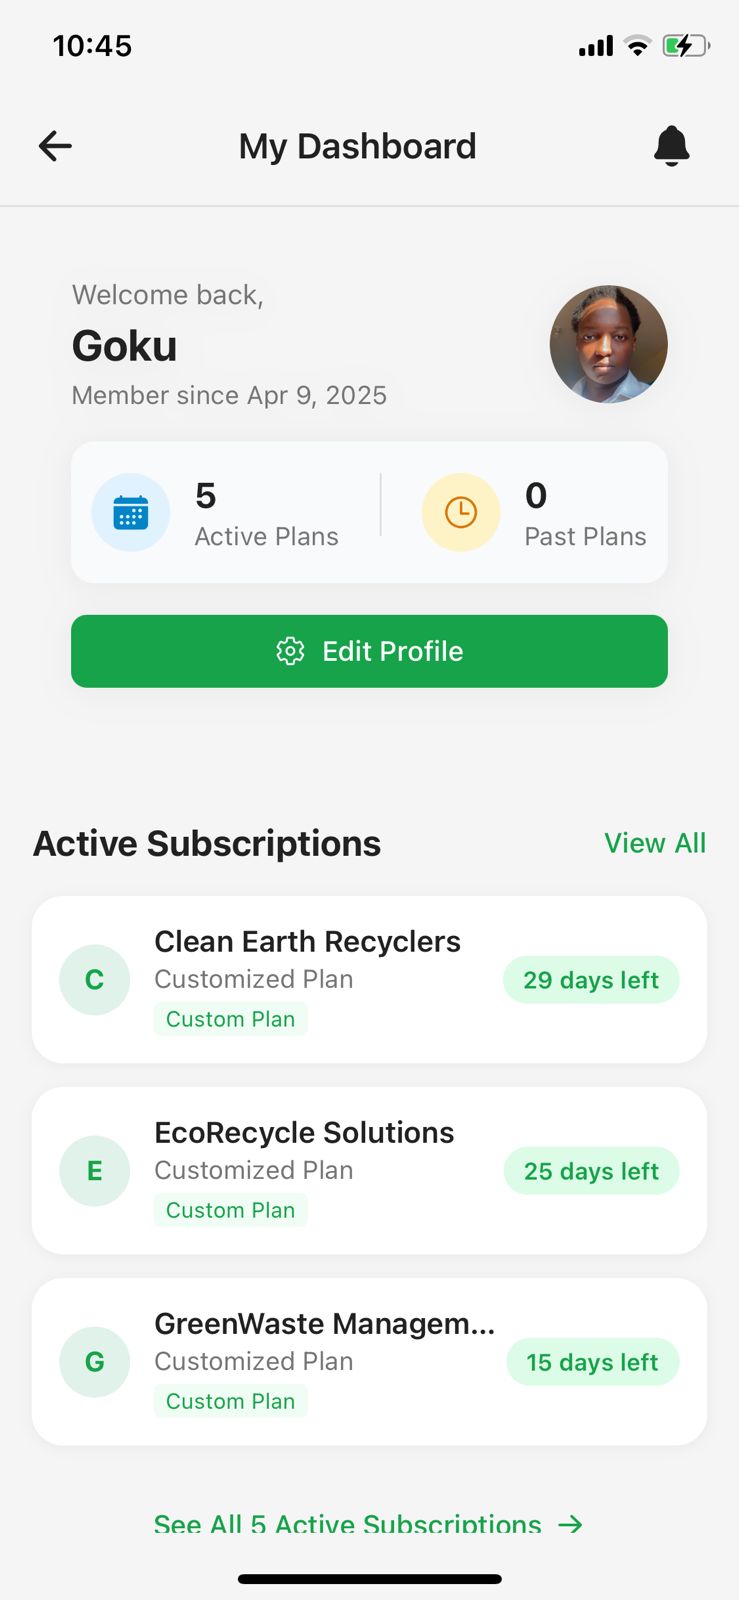 10:45
My Dashboard
Welcome back,
Goku
Member since Apr 9, 2025
5
Active Plans
0
Past Plans
Edit Profile
Active Subscriptions
View All
C
Clean Earth Recyclers
Customized Plan
Custom Plan
29 days left
E
EcoRecycle Solutions
Customized Plan
Custom Plan
25 days left
G
GreenWaste Managem...
Customized Plan
Custom Plan
15 days left
See All 5 Active Subscriptions →